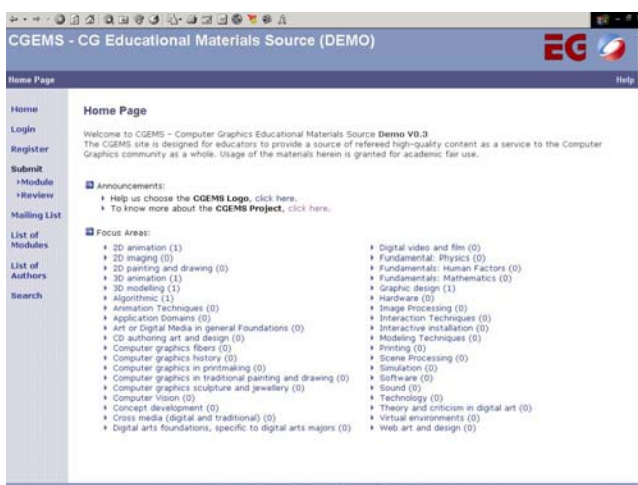 CGEMS - CG Educational Materials Source (DEMO)
EG
Home Page
Help
Home
Login
Register
Submit
Module
Review
Mailing List
List of
Modules
List of
Authors
Search
Home Page
Welcome to CGEMS - Computer Graphics Educational Materials Source Demo V0.3
The CGEMS site is designed for educators to provide a source of refereed high-quality content as a service to the Computer
Graphics community as a whole. Usage of the materials herein is granted for academic fair use.
Announcements:
Help us choose the CGEMS Logo, click here.
To know more about the CGEMS Project, click here.
Focus Areas:
2D animation (1)
2D imaging (0)
2D painting and drawing (0)
3D animation (1)
3D modelling (1)
Algorithmic (1)
Animation Techniques (0)
Application Domains (0)
Art or Digital Media in general Foundations (0)
CD authoring art and design (0)
Computer graphics fibers (0)
Computer graphics history (0)
Computer graphics in printmaking (0)
Computer graphics in traditional painting and drawing (0)
Computer graphics sculpture and jewellery (0)
Computer Vision (0)
Concept development (0)
Cross media (digital and traditional) (0)
Digital arts foundations, specific to digital arts majors (0)
Digital video and film (0)
Fundamental: Physics (0)
Fundamentals: Human Factors (0)
Fundamentals: Mathematics (0)
Graphic design (1)
Hardware (0)
Image Processing (0)
Interaction Techniques (0)
Interactive installation (0)
Modeling Techniques (0)
Printing (0)
Scene Processing (0)
Simulation (0)
Software (0)
Sound (0)
Technology (0)
Theory and criticism in digital art (0)
Virtual environments (0)
Web art and design (0)